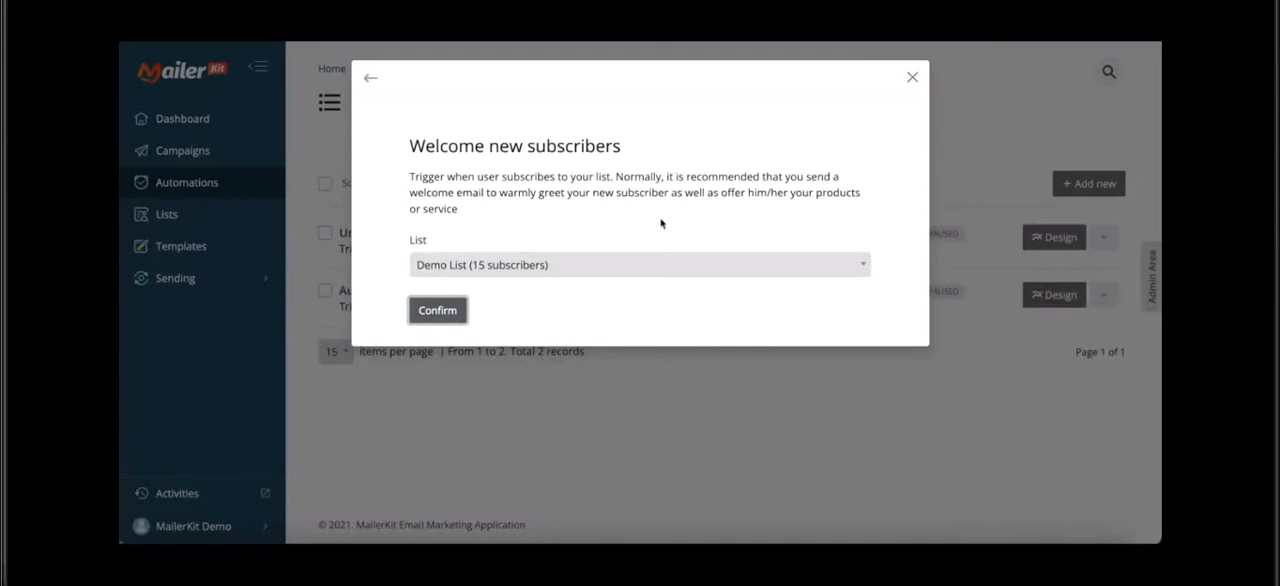 Mailer Kit
Home
Dashboard
Campaigns
Automations
Lists
Templates
Sending
Activities
MailerKit Demo
Welcome new subscribers
Trigger when user subscribes to your list. Normally, it is recommended that you send a
welcome email to warmly greet your new subscriber as well as offer him/her your products
or service
List
Demo List (15 subscribers)
Confirm
+ Add new
Design
Design
Admin Area
15 items per page | From 1 to 2. Total 2 records
Page 1 of 1
© 2021. MailerKit Email Marketing Application